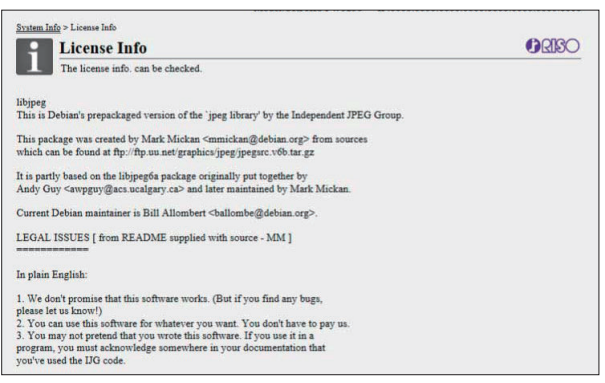 System Info > License Info
License Info
RISO
The license info. can be checked.
libjpeg
This is Debian's prepackaged version of the `jpeg library' by the Independent JPEG Group.
This package was created by Mark Mickan <mmickan@debian.org> from sources
which can be found at ftp://ftp.uu.net/graphics/jpeg/jpegsrc.v6b.tar.gz
It is partly based on the libjpeg6a package originally put together by
Andy Guy <awpguy@acs.ucalgary.ca> and later maintained by Mark Mickan.
Current Debian maintainer is Bill Allombert <ballombe@debian.org>.
LEGAL ISSUES [ from README supplied with source - MM ]
============
In plain English:
1. We don't promise that this software works. (But if you find any bugs,
please let us know!)
2. You can use this software for whatever you want. You don't have to pay us.
3. You may not pretend that you wrote this software. If you use it in a
program, you must acknowledge somewhere in your documentation that
you've used the IJG code.